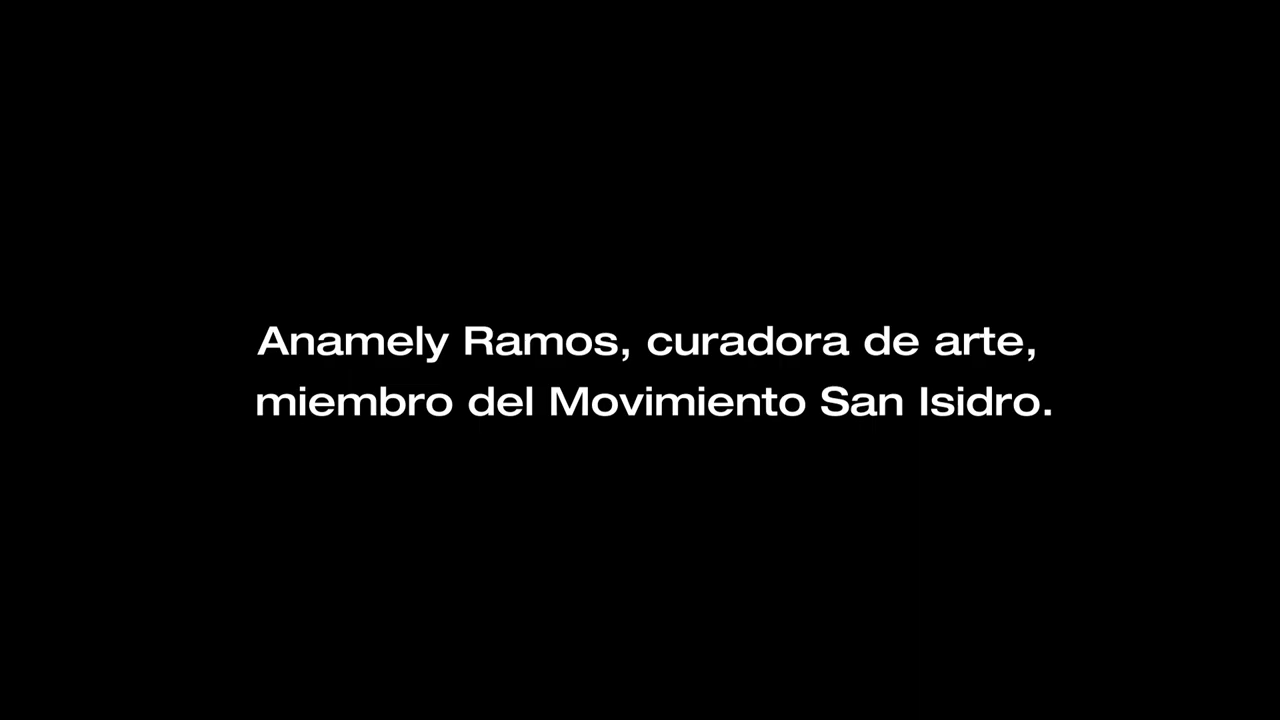 Anamely Ramos, curadora de arte,
miembro del Movimiento San Isidro.